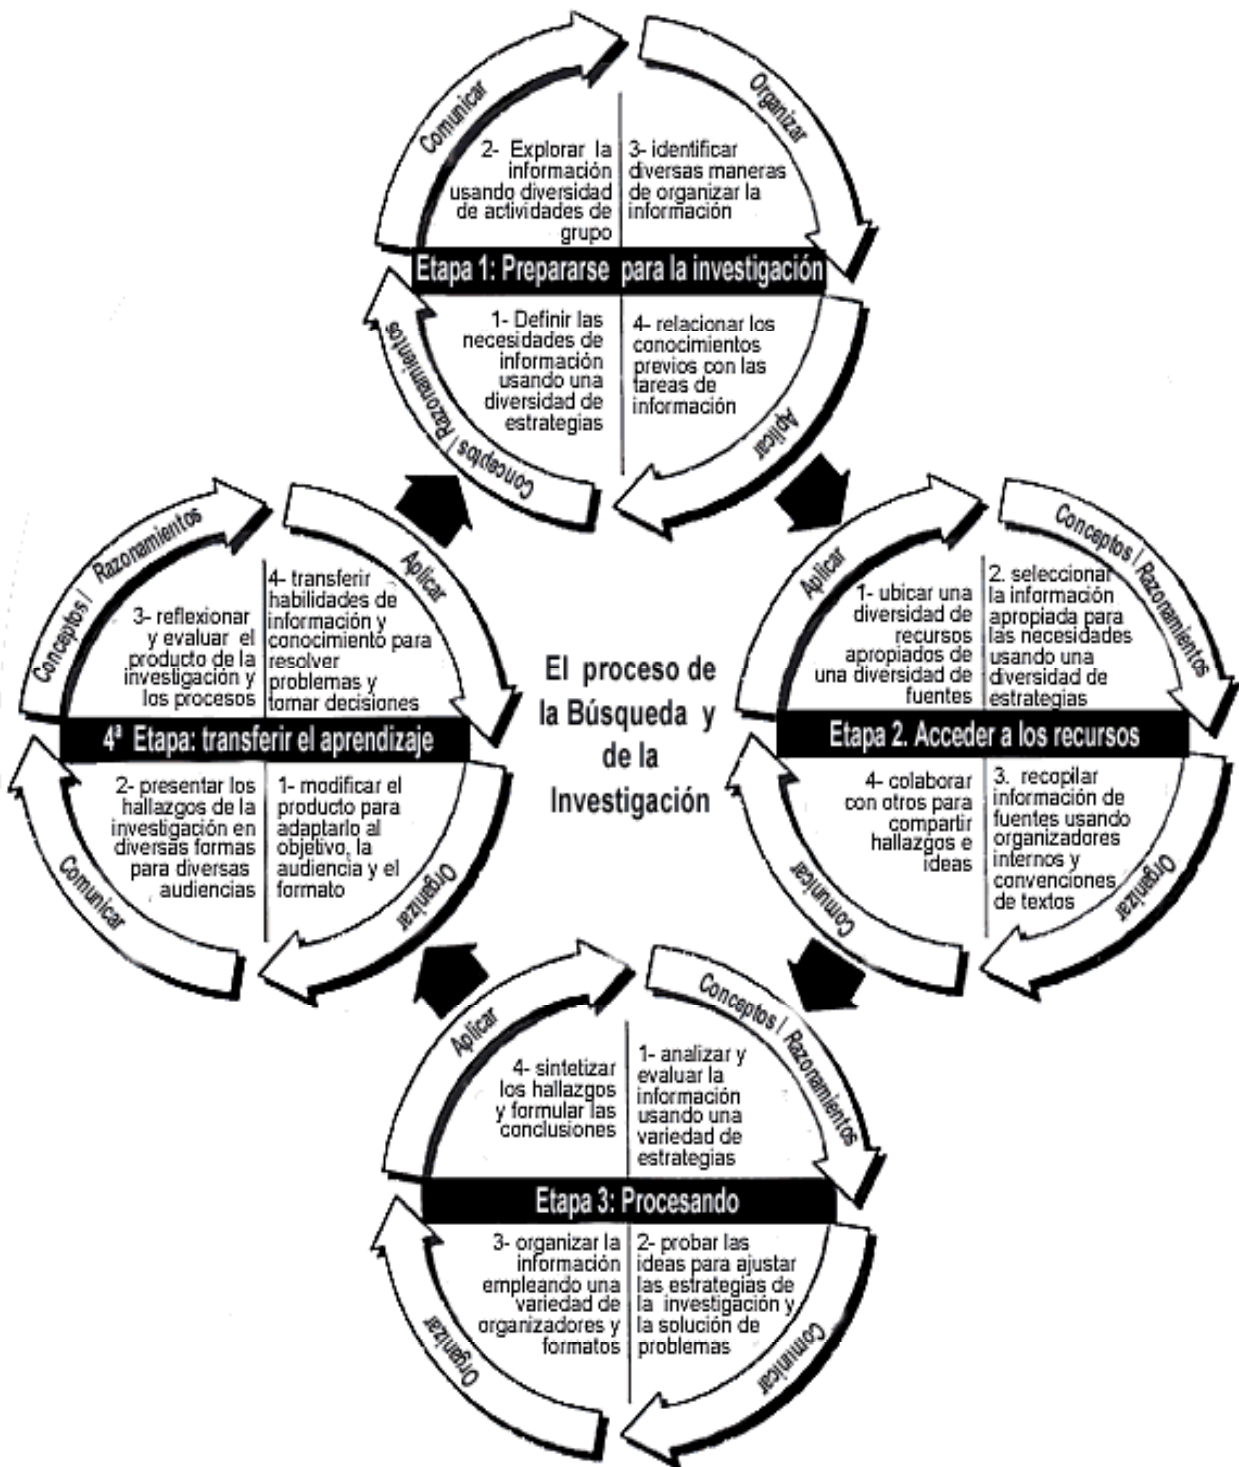 Comunicar
Organizar
2- Explorar la
información
usando diversidad
de actividades de
grupo
3- identificar
diversas maneras
de organizar la
información
Etapa 1: Prepararse para la investigación
1- Definir las
necesidades de
información
usando una
diversidad de
estrategias
4- relacionar los
conocimientos
previos con las
tareas de
información
Conceptos | Razonamientos
Aplicar
Aplicar
Conceptos | Razonamientos
1- ubicar una
diversidad de
recursos
apropiados de
una diversidad de
fuentes
2. seleccionar
la información
apropiada para
las necesidades
usando una
diversidad de
estrategias
Etapa 2. Acceder a los recursos
4- colaborar
con otros para
compartir
hallazgos e
ideas
3. recopilar
información de
fuentes usando
organizadores
internos y
convenciones
de textos
Comunicar
Organizar
El proceso de
la Búsqueda y
de la
Investigación
Conceptos | Razonamientos
Aplicar
3- reflexionar
y evaluar el
producto de la
investigación y
los procesos
4- transferir
habilidades de
información y
conocimiento para
resolver
problemas y
tomar decisiones
4ª Etapa: transferir el aprendizaje
2- presentar los
hallazgos de la
investigación en
diversas formas
para diversas
audiencias
1- modificar el
producto para
adaptarlo al
objetivo, la
audiencia y el
formato
Comunicar
Organizar
Aplicar
Conceptos | Razonamientos
4- sintetizar
los hallazgos
y formular las
conclusiones
1- analizar y
evaluar la
información
usando una
variedad de
estrategias
Etapa 3: Procesando
3- organizar la
información
empleando una
variedad de
organizadores y
formatos
2- probar las
ideas para ajustar
las estrategias de
la investigación y
la solución de
problemas
Organizar
Comunicar